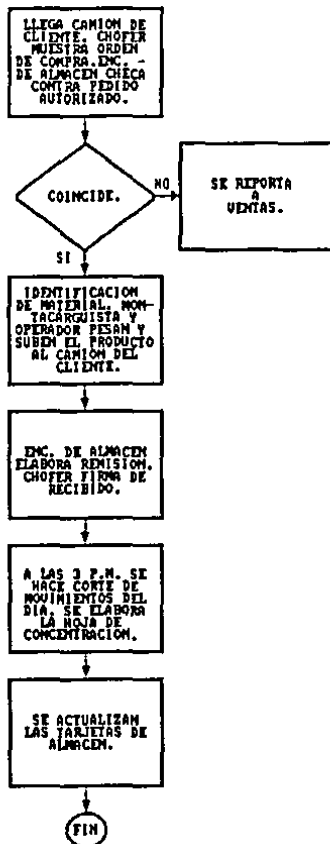 LLEGA CAMION DE
CLIENTE. CHOFER
MUESTRA ORDEN
DE COMPRA.ENC. -
DE ALMACEN CHECA
CONTRA PEDIDO
AUTORIZADO.
COINCIDE.
NO
SE REPORTA
A
VENTAS.
SI
IDENTIFICACION
DE MATERIAL. MON-
TACARGUISTA Y
OPERADOR PESAN Y
SUBEN EL PRODUCTO
AL CAMION DEL
CLIENTE.
ENC. DE ALMACEN
ELABORA REMISION.
CHOFER FIRMA DE
RECIBIDO.
A LAS 3 P.M. SE
HACE CORTE DE
MOVIMIENTOS DEL
DIA. SE ELABORA
LA HOJA DE
CONCENTRACION.
SE ACTUALIZAN
LAS TARJETAS DE
ALMACEN.
FIN